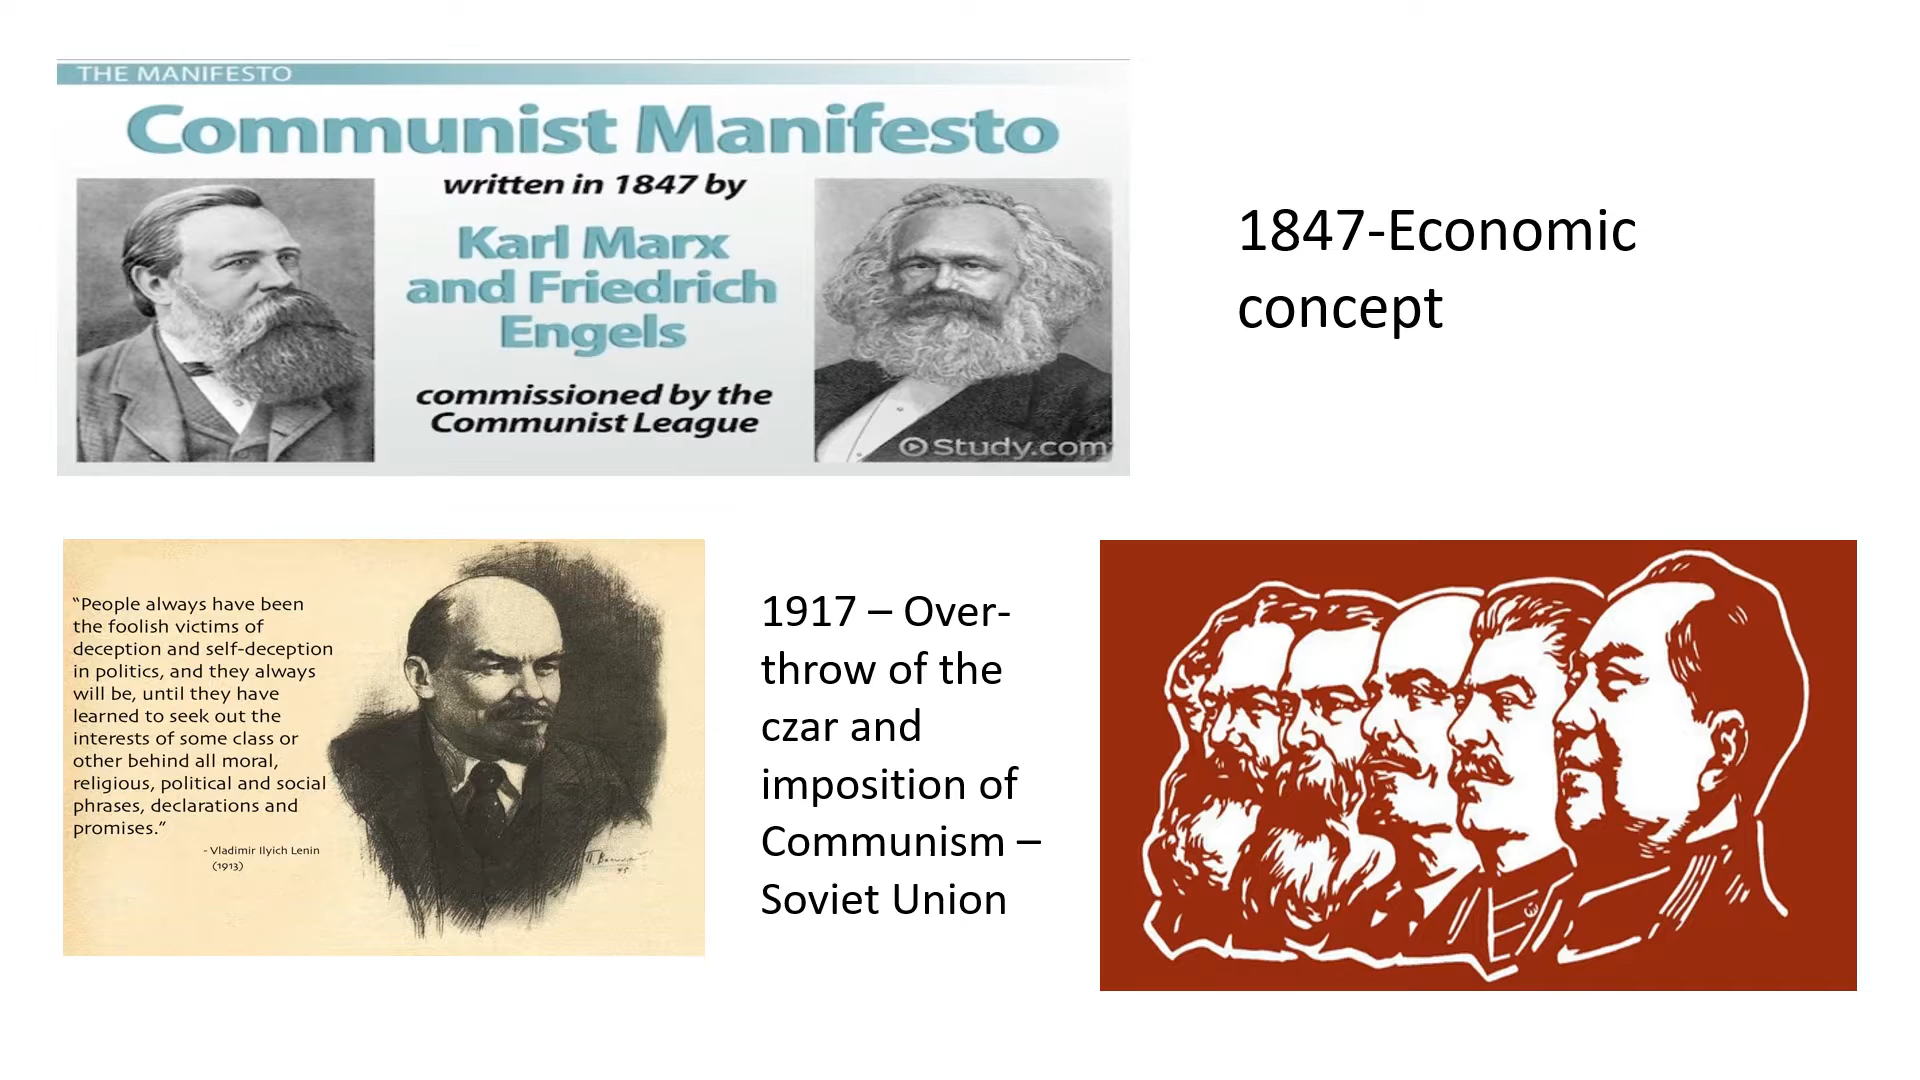 THE MANIFESTO
Communist Manifesto
written in 1847 by
Karl Marx
and Friedrich
Engels
commissioned by the
Communist League
Study.com
1847-Economic
concept
“People always have been
the foolish victims of
deception and self-deception
in politics, and they always
will be, until they have
learned to seek out the
interests of some class or
other behind all moral,
religious, political and social
phrases, declarations and
promises.”
- Vladimir Ilyich Lenin
(1913)
1917 – Over-
throw of the
czar and
imposition of
Communism –
Soviet Union